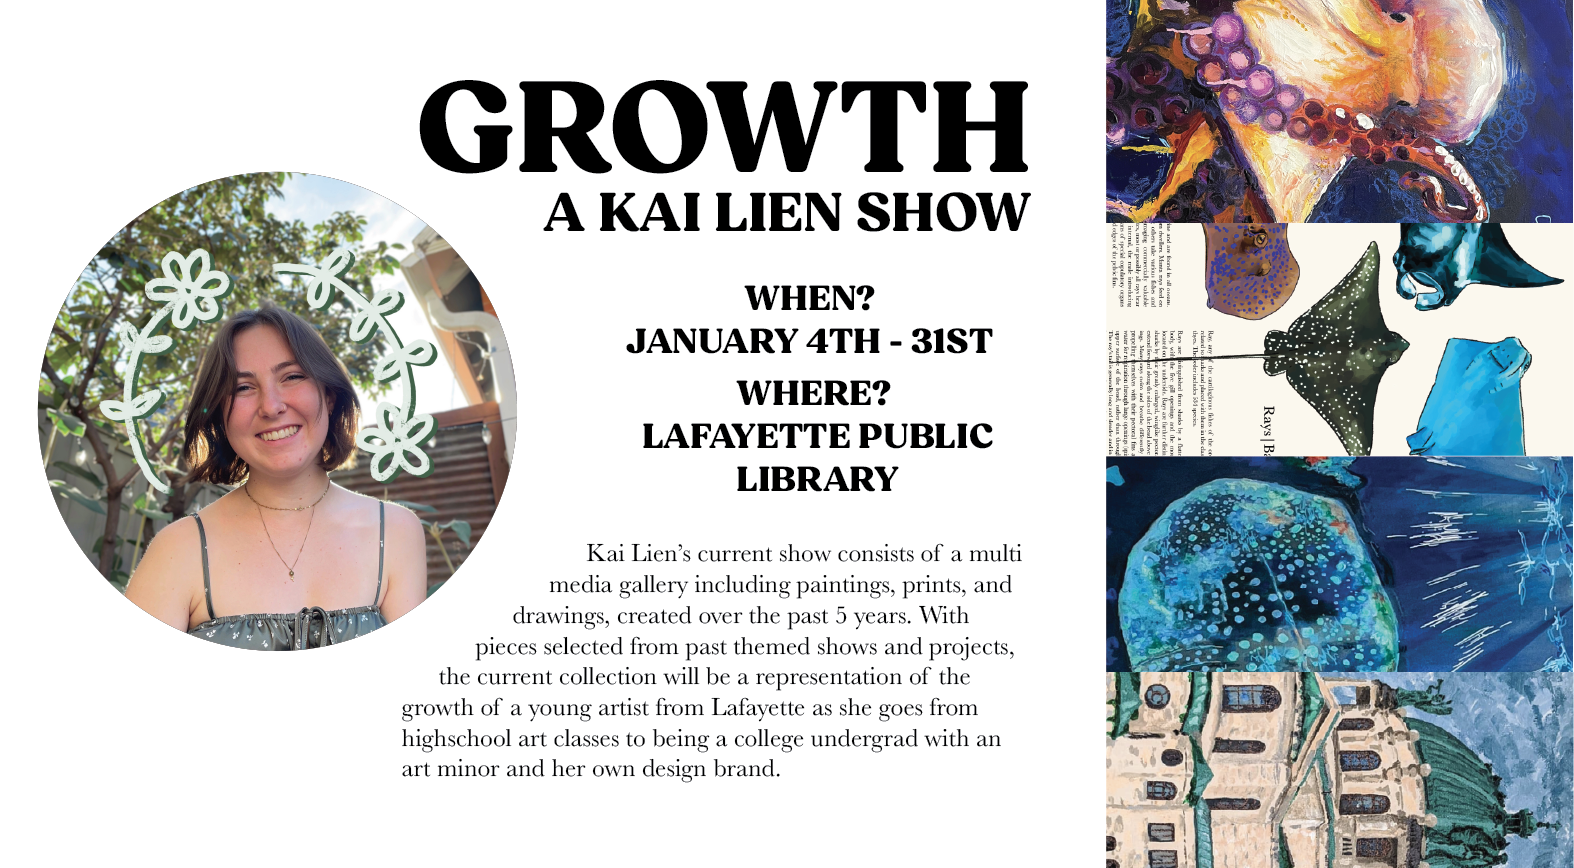 GROWTH
A KAI LIEN SHOW
WHEN?
JANUARY 4TH - 31ST
WHERE?
LAFAYETTE PUBLIC
LIBRARY
Kai Lien’s current show consists of a multi
media gallery including paintings, prints, and
drawings, created over the past 5 years. With
pieces selected from past themed shows and projects,
the current collection will be a representation of the
growth of a young artist from Lafayette as she goes from
highschool art classes to being a college undergrad with an
art minor and her own design brand.
Rays | Ba